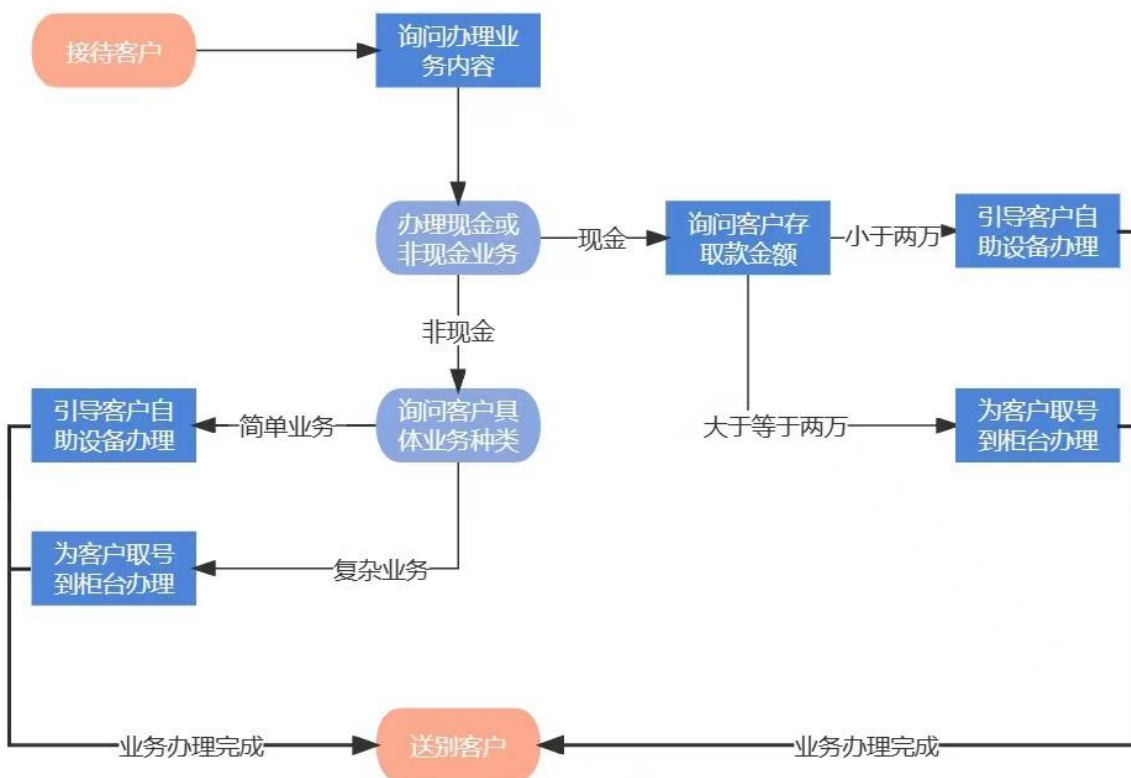 接待客户
询问办理业
务内容
办理现金或
非现金业务
现金
询问客户存
取款金额
小于两万
引导客户自
助设备办理
非现金
引导客户自
助设备办理
简单业务
询问客户具
体业务种类
大于等于两万
为客户取号
到柜台办理
为客户取号
到柜台办理
复杂业务
业务办理完成
送别客户
业务办理完成